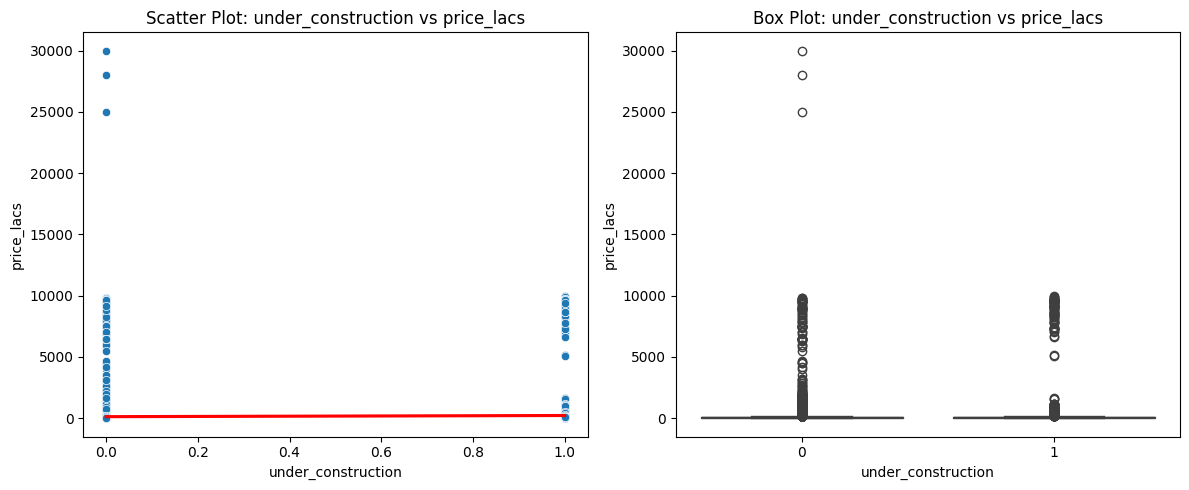 Scatter Plot: under_construction vs price_lacs
30000
25000
20000
15000
10000
5000
0
price_lacs
0.0 0.2 0.4 0.6 0.8 1.0
under_construction
Box Plot: under_construction vs price_lacs
30000
25000
20000
15000
10000
5000
0
price_lacs
0 1
under_construction